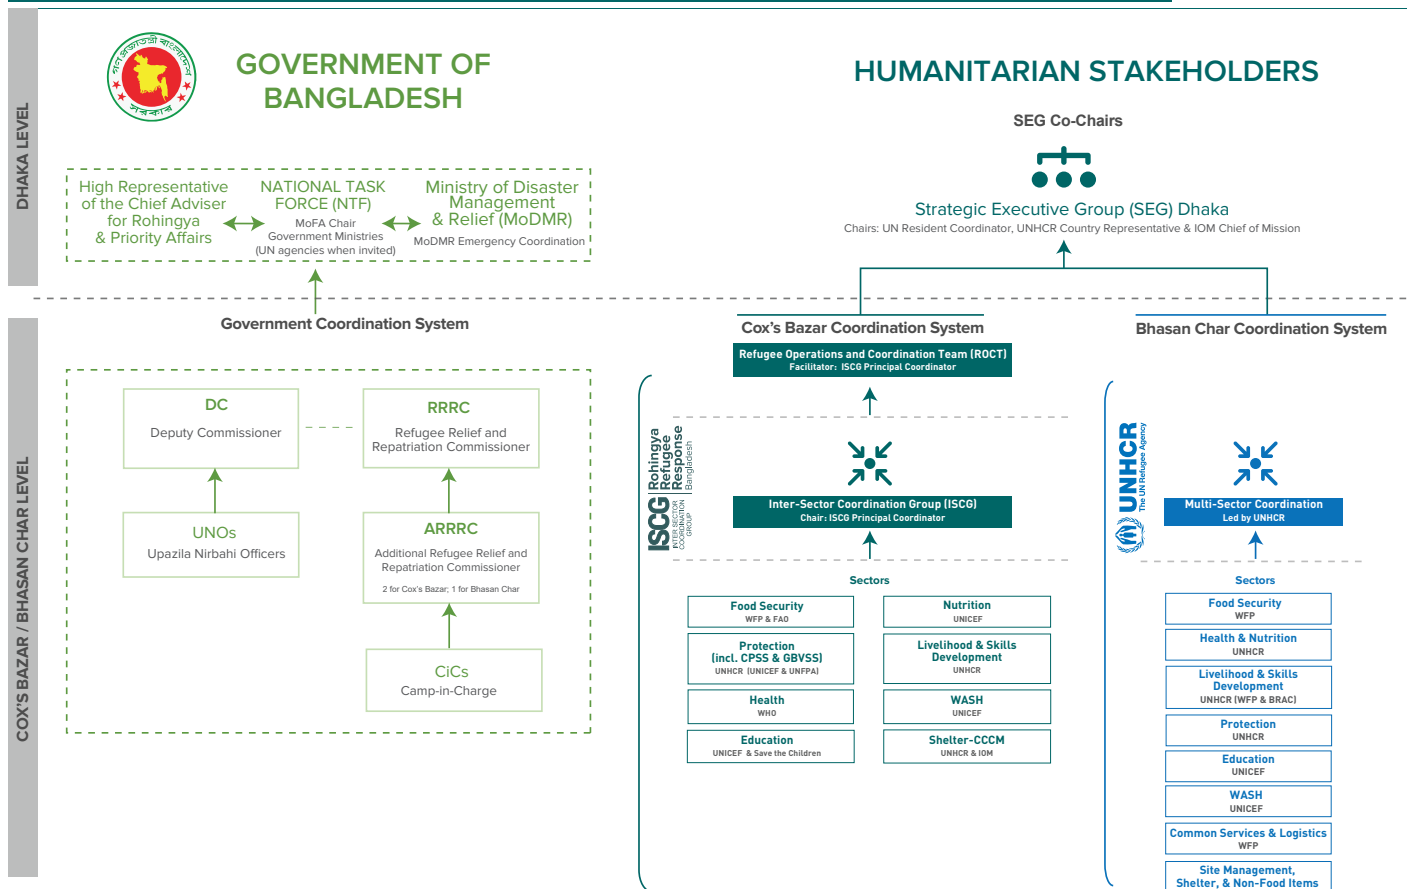 DHAKA LEVEL
গণপ্রজাতন্ত্রী বাংলাদেশ
সরকার
GOVERNMENT OF
BANGLADESH
High Representative
of the Chief Adviser
for Rohingya
& Priority Affairs
NATIONAL TASK
FORCE (NTF)
MoFA Chair
Government Ministries
(UN agencies when invited)
Ministry of Disaster
Management
& Relief (MoDMR)
MoDMR Emergency Coordination
HUMANITARIAN STAKEHOLDERS
SEG Co-Chairs
Strategic Executive Group (SEG) Dhaka
Chairs: UN Resident Coordinator, UNHCR Country Representative & IOM Chief of Mission
COX'S BAZAR / BHASAN CHAR LEVEL
Government Coordination System
DC
Deputy Commissioner
RRRC
Refugee Relief and
Repatriation Commissioner
UNOs
Upazila Nirbahi Officers
ARRRC
Additional Refugee Relief and
Repatriation Commissioner
2 for Cox's Bazar; 1 for Bhasan Char
CiCs
Camp-in-Charge
Cox's Bazar Coordination System
Refugee Operations and Coordination Team (ROCT)
Facilitator: ISCG Principal Coordinator
ISCG
INTER SECTOR
COORDINATION
GROUP
Rohingya
Refugee
Response
Bangladesh
Inter-Sector Coordination Group (ISCG)
Chair: ISCG Principal Coordinator
Sectors
Food Security
WFP & FAO
Nutrition
UNICEF
Protection
(incl. CPSS & GBVSS)
UNHCR (UNICEF & UNFPA)
Livelihood & Skills
Development
UNHCR
Health
WHO
WASH
UNICEF
Education
UNICEF & Save the Children
Shelter-CCCM
UNHCR & IOM
Bhasan Char Coordination System
UNHCR
The UN Refugee Agency
Multi-Sector Coordination
Led by UNHCR
Sectors
Food Security
WFP
Health & Nutrition
UNHCR
Livelihood & Skills
Development
UNHCR (WFP & BRAC)
Protection
UNHCR
Education
UNICEF
WASH
UNICEF
Common Services & Logistics
WFP
Site Management,
Shelter, & Non-Food Items